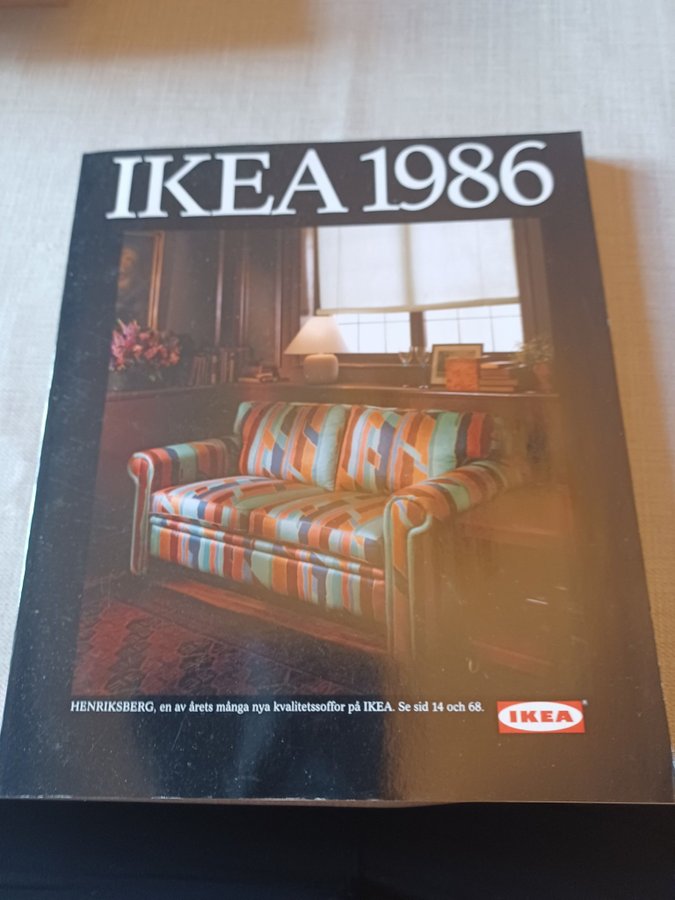 IKEA 1986
HENRIKSBERG, en av årets många nya kvalitetssoffor på IKEA. Se sid 14 och 68.
IKEA®